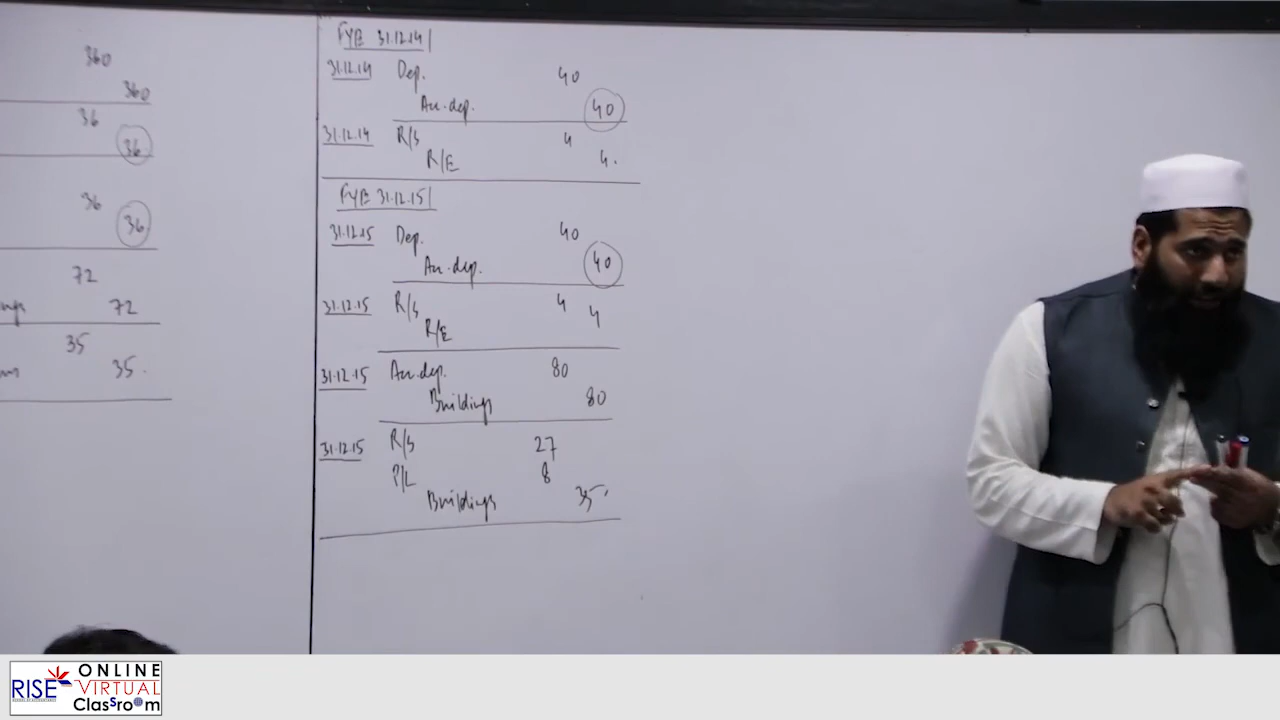 360
360
36
36
36
36
72
72
35
35
FYE 31.12.14
31.12.14 Dep. 40
Acc.dep. 40
31.12.14 R/S 4
R/E 4
FYE 31.12.15
31.12.15 Dep. 40
Acc.dep. 40
31.12.15 R/S 4
R/E 4
31.12.15 Acc.dep. 80
Buildings 80
31.12.15 R/S 27
P/L 8
Buildings 35
RISE ONLINE
VIRTUAL
Classroom